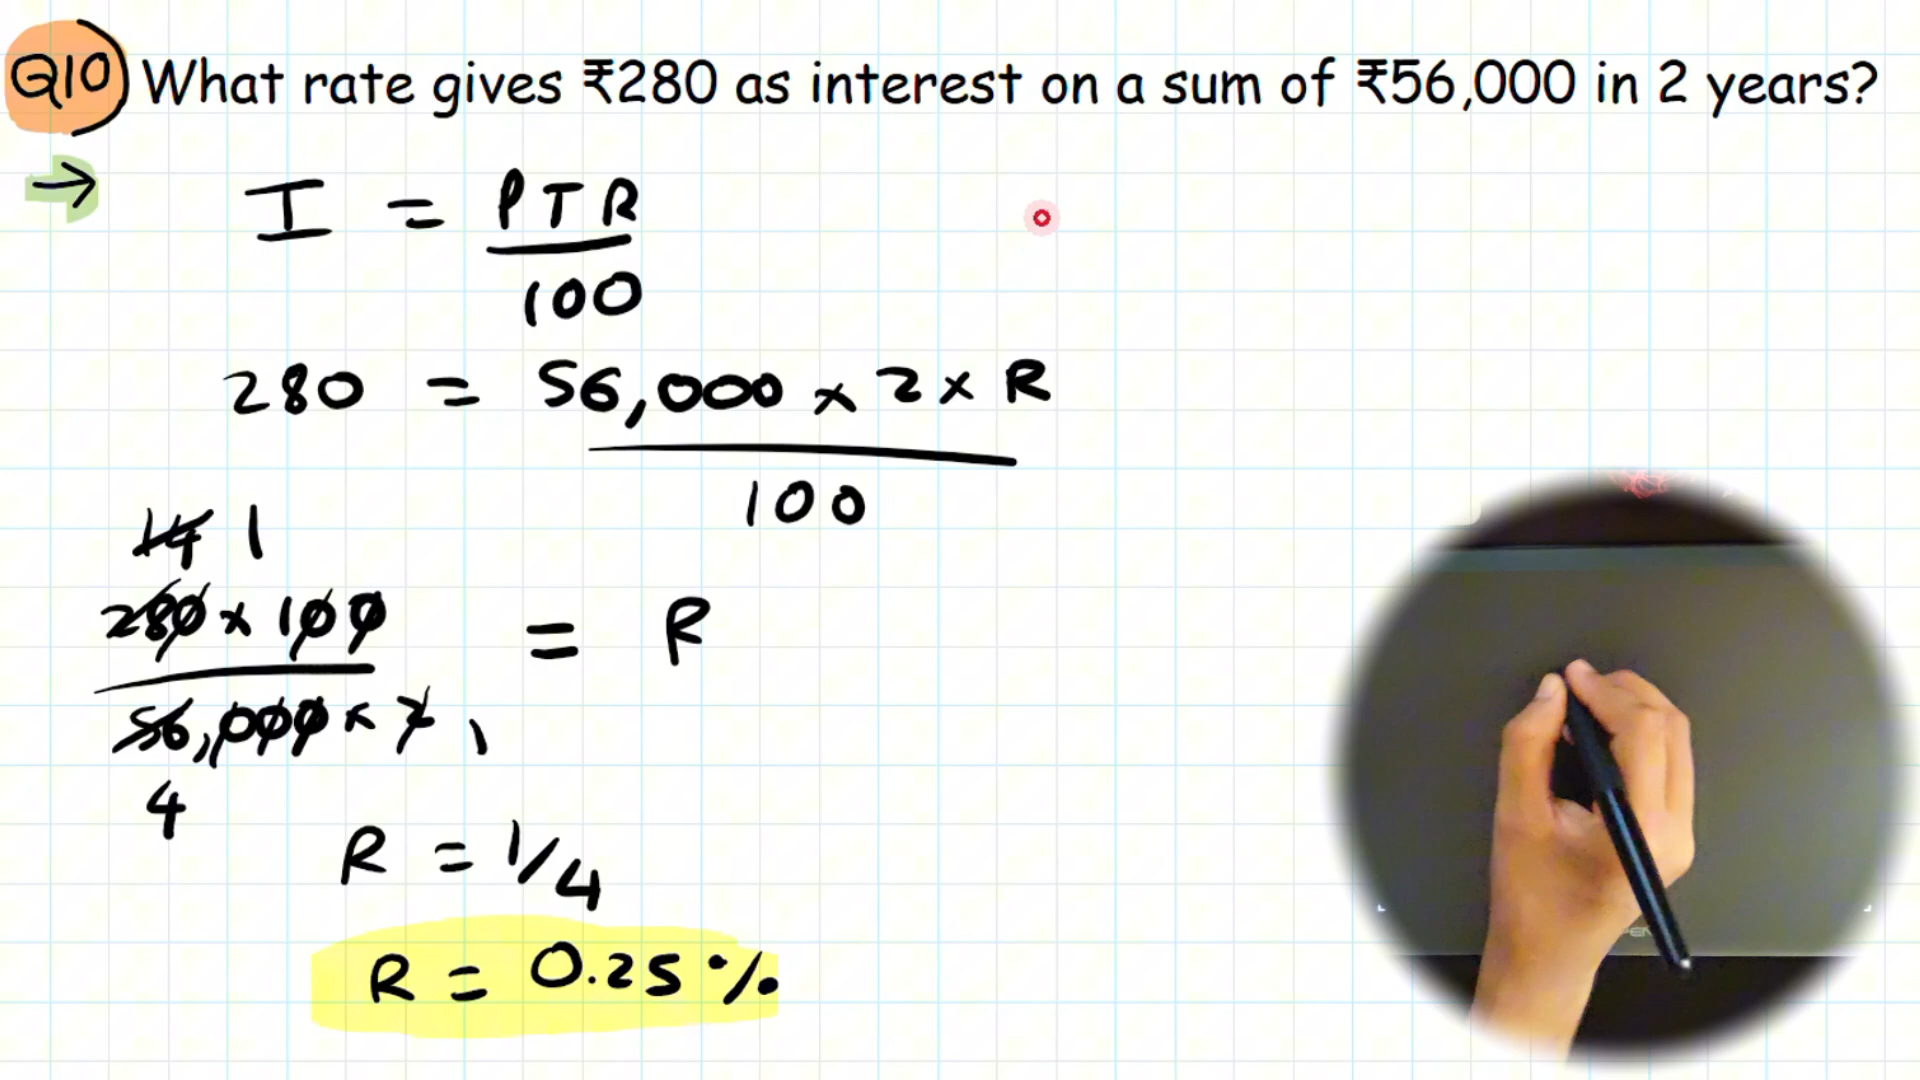 Q10 What rate gives ₹280 as interest on a sum of ₹56,000 in 2 years?
→ I = PTR
100
280 = 56,000 × 2 × R
100
14 1
280 × 100 = R
56,000 × 2 1
4
R = 1/4
R = 0.25 %